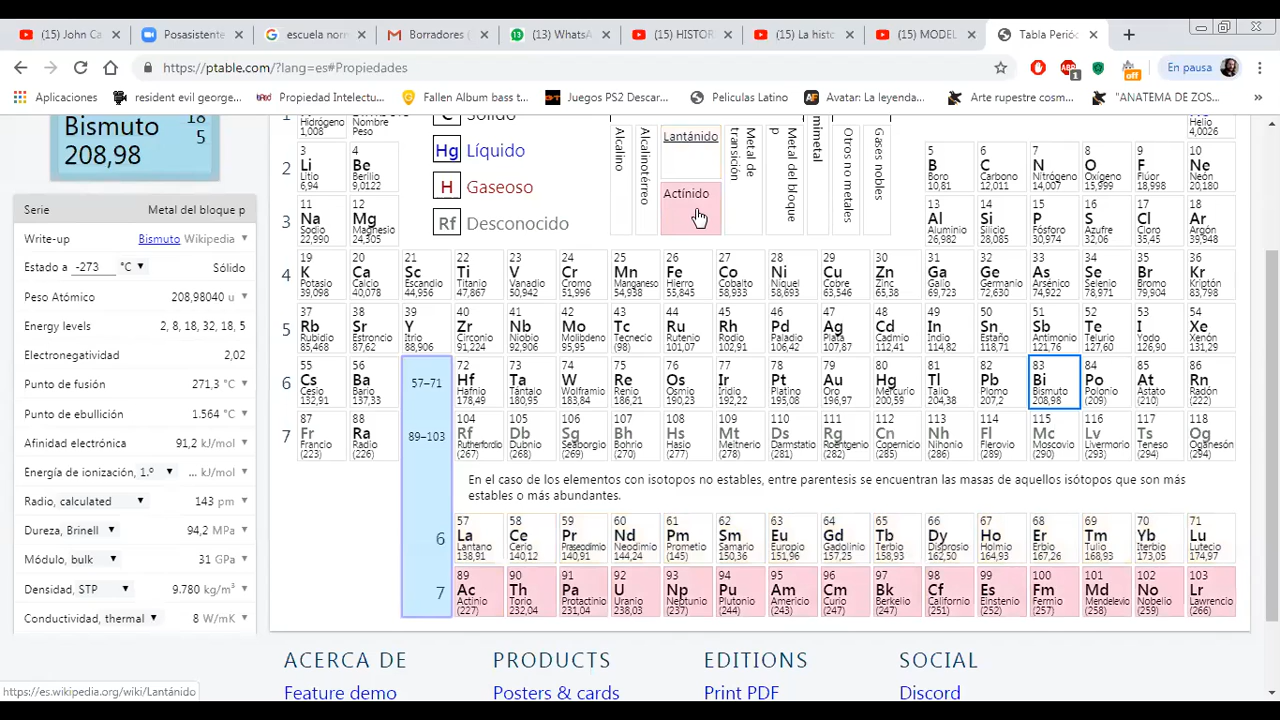 (15) John Ca
Posasistente
escuela norm
Borradores (
(13) WhatsA
(15) HISTOR
(15) La histo
(15) MODEL
Tabla Perióc
https://ptable.com/?lang=es#Propiedades
En pausa
Aplicaciones
resident evil george...
Propiedad Intelectu...
Fallen Album bass t...
Juegos PS2 Descar...
Peliculas Latino
Avatar: La leyenda...
Arte rupestre cosm...
"ANATEMA DE ZOS...
Bismuto
208,98
18
5
Serie Metal del bloque p
Write-up Bismuto Wikipedia
Estado a -273 °C Sólido
Peso Atómico 208,98040 u
Energy levels 2, 8, 18, 32, 18, 5
Electronegatividad 2,02
Punto de fusión 271,3 °C
Punto de ebullición 1.564 °C
Afinidad electrónica 91,2 kJ/mol
Energía de ionización, 1.º ... kJ/mol
Radio, calculated 143 pm
Dureza, Brinell 94,2 MPa
Módulo, bulk 31 GPa
Densidad, STP 9.780 kg/m³
Conductividad, thermal 8 W/mK
Hidrógeno
1,008
Nombre
Peso
C Sólido
Hg Líquido
H Gaseoso
Rf Desconocido
Alcalino
Alcalinotérreo
Lantánido
Actínido
Metal de transición
Metal del bloque p
Otros no metales
Gases nobles
Helio
4,0026
2
3 Li Litio 6,94
4 Be Berilio 9,0122
5 B Boro 10,81
6 C Carbono 12,011
7 N Nitrógeno 14,007
8 O Oxígeno 15,999
9 F Flúor 18,998
10 Ne Neón 20,180
3
11 Na Sodio 22,990
12 Mg Magnesio 24,305
13 Al Aluminio 26,982
14 Si Silicio 28,085
15 P Fósforo 30,974
16 S Azufre 32,06
17 Cl Cloro 35,45
18 Ar Argón 39,948
4
19 K Potasio 39,098
20 Ca Calcio 40,078
21 Sc Escandio 44,956
22 Ti Titanio 47,867
23 V Vanadio 50,942
24 Cr Cromo 51,996
25 Mn Manganeso 54,938
26 Fe Hierro 55,845
27 Co Cobalto 58,933
28 Ni Niquel 58,693
29 Cu Cobre 63,546
30 Zn Zinc 65,38
31 Ga Galio 69,723
32 Ge Germanio 72,630
33 As Arsénico 74,922
34 Se Selenio 78,971
35 Br Bromo 79,904
36 Kr Kriptón 83,798
5
37 Rb Rubidio 85,468
38 Sr Estroncio 87,62
39 Y Itrio 88,906
40 Zr Circonio 91,224
41 Nb Niobio 92,906
42 Mo Molibdeno 95,95
43 Tc Tecnecio (98)
44 Ru Rutenio 101,07
45 Rh Rodio 102,91
46 Pd Paladio 106,42
47 Ag Plata 107,87
48 Cd Cadmio 112,41
49 In Indio 114,82
50 Sn Estaño 118,71
51 Sb Antimonio 121,76
52 Te Telurio 127,60
53 I Yodo 126,90
54 Xe Xenón 131,29
6
55 Cs Cesio 132,91
56 Ba Bario 137,33
57–71
72 Hf Hafnio 178,49
73 Ta Tántalo 180,95
74 W Wolframio 183,84
75 Re Renio 186,21
76 Os Osmio 190,23
77 Ir Iridio 192,22
78 Pt Platino 195,08
79 Au Oro 196,97
80 Hg Mercurio 200,59
81 Tl Talio 204,38
82 Pb Plomo 207,2
83 Bi Bismuto 208,98
84 Po Polonio (209)
85 At Astato (210)
86 Rn Radón (222)
7
87 Fr Francio (223)
88 Ra Radio (226)
89–103
104 Rf Rutherfordio (267)
105 Db Dubnio (268)
106 Sg Seaborgio (269)
107 Bh Bohrio (270)
108 Hs Hasio (277)
109 Mt Meitnerio (278)
110 Ds Darmstatio (281)
111 Rg Roentgenio (282)
112 Cn Copernicio (285)
113 Nh Nihonio (286)
114 Fl Flerovio (289)
115 Mc Moscovio (290)
116 Lv Livermorio (293)
117 Ts Teneso (294)
118 Og Oganesón (294)
En el caso de los elementos con isotopos no estables, entre parentesis se encuentran las masas de aquellos isótopos que son mas
estables o más abundantes.
6
57 La Lantano 138,91
58 Ce Cerio 140,12
59 Pr Praseodimio 140,91
60 Nd Neodimio 144,24
61 Pm Prometio (145)
62 Sm Samario 150,36
63 Eu Europio 151,96
64 Gd Gadolinio 157,25
65 Tb Terbio 158,93
66 Dy Disprosio 162,50
67 Ho Holmio 164,93
68 Er Erbio 167,26
69 Tm Tulio 168,93
70 Yb Iterbio 173,05
71 Lu Lutecio 174,97
7
89 Ac Actinio (227)
90 Th Torio 232,04
91 Pa Protactinio 231,04
92 U Uranio 238,03
93 Np Neptunio (237)
94 Pu Plutonio (244)
95 Am Americio (243)
96 Cm Curio (247)
97 Bk Berkelio (247)
98 Cf Californio (251)
99 Es Einstenio (252)
100 Fm Fermio (257)
101 Md Mendelevio (258)
102 No Nobelio (259)
103 Lr Lawrencio (266)
ACERCA DE PRODUCTS EDITIONS SOCIAL
Feature demo Posters & cards Print PDF Discord
https://es.wikipedia.org/wiki/Lantánido